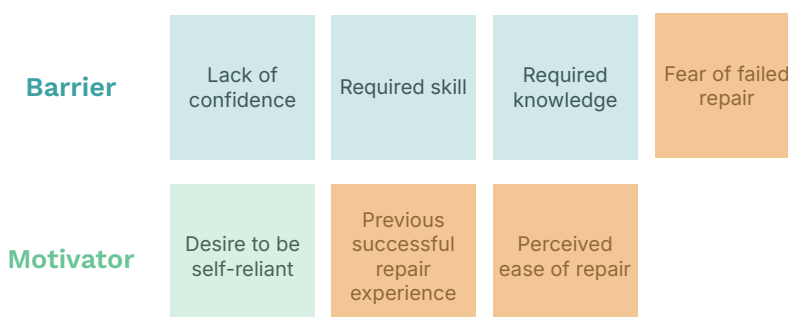 Barrier
Lack of
confidence
Required skill
Required
knowledge
Fear of failed
repair
Motivator
Desire to be
self-reliant
Previous
successful
repair
experience
Perceived
ease of repair